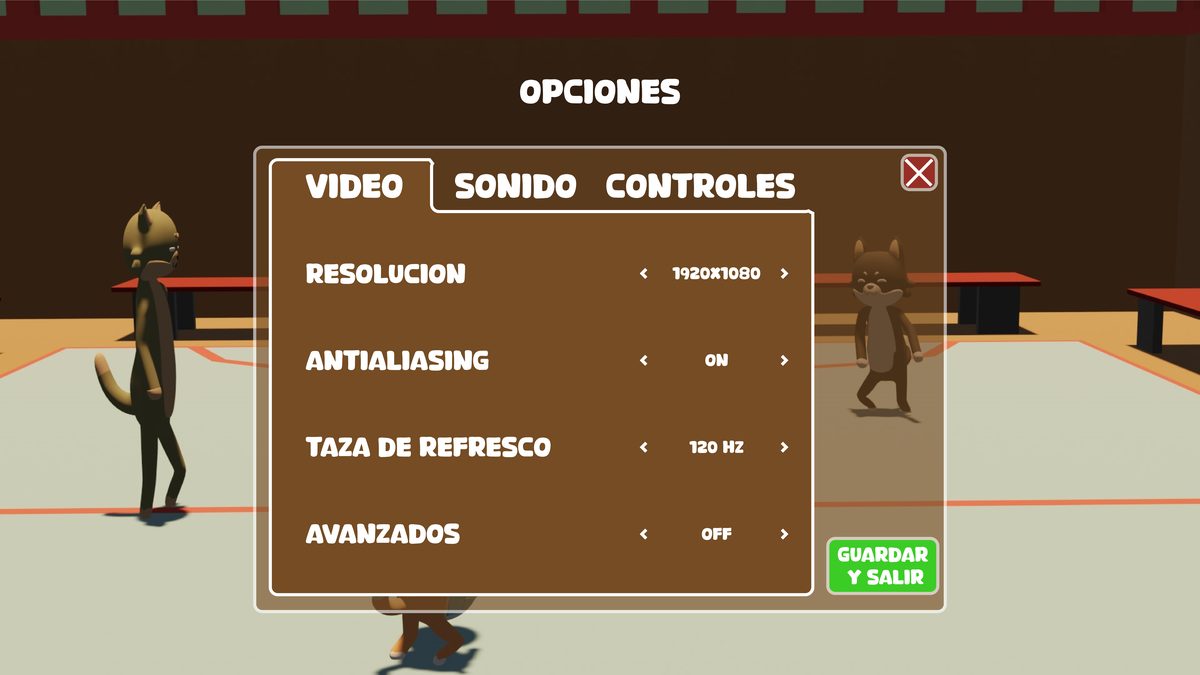 OPCIONES
VIDEO SONIDO CONTROLES
RESOLUCION < 1920X1080 >
ANTIALIASING < ON >
TAZA DE REFRESCO < 120 HZ >
AVANZADOS < OFF >
GUARDAR
Y SALIR